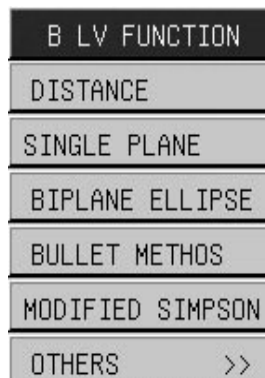 B LV FUNCTION
DISTANCE
SINGLE PLANE
BIPLANE ELLIPSE
BULLET METHOS
MODIFIED SIMPSON
OTHERS >>